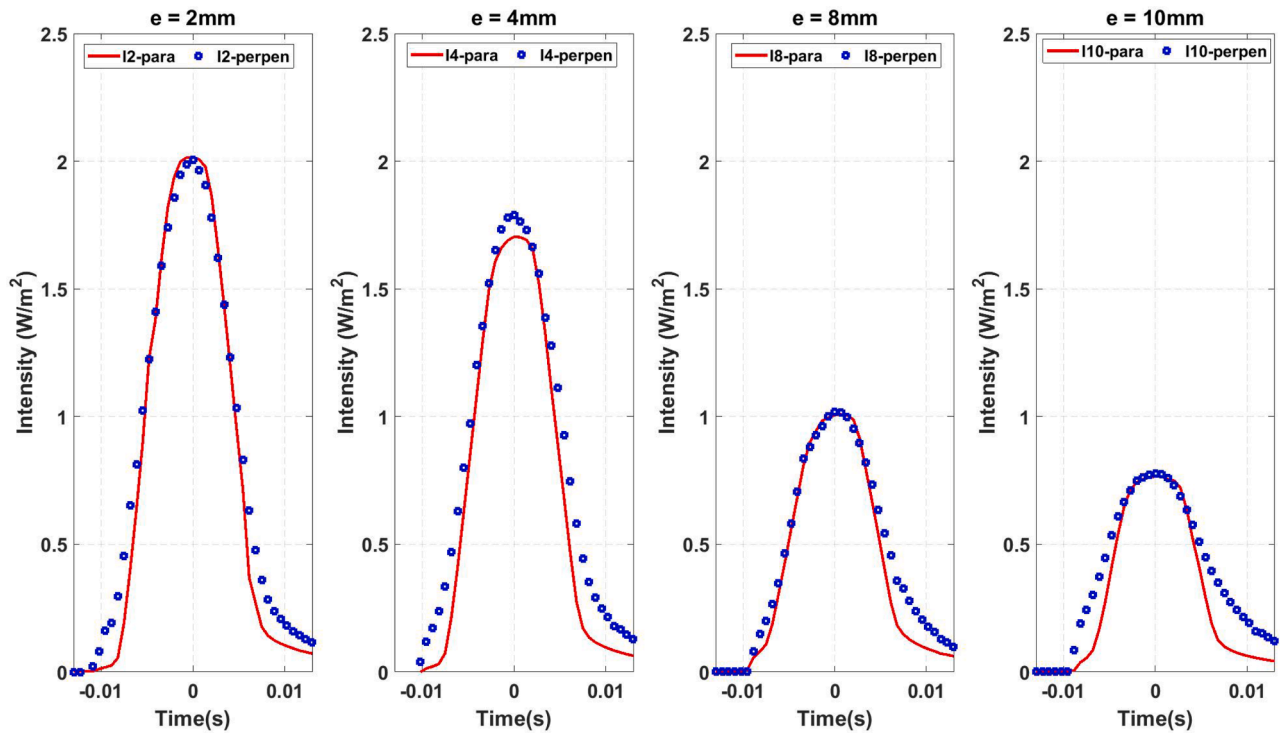 e = 2mm
I2-para I2-perpen
2.5
2
1.5
1
0.5
0
Intensity (W/m²)
-0.01 0 0.01
Time(s)
e = 4mm
I4-para I4-perpen
2.5
2
1.5
1
0.5
0
Intensity (W/m²)
-0.01 0 0.01
Time(s)
e = 8mm
I8-para I8-perpen
2.5
2
1.5
1
0.5
0
Intensity (W/m²)
-0.01 0 0.01
Time(s)
e = 10mm
I10-para I10-perpen
2.5
2
1.5
1
0.5
0
Intensity (W/m²)
-0.01 0 0.01
Time(s)